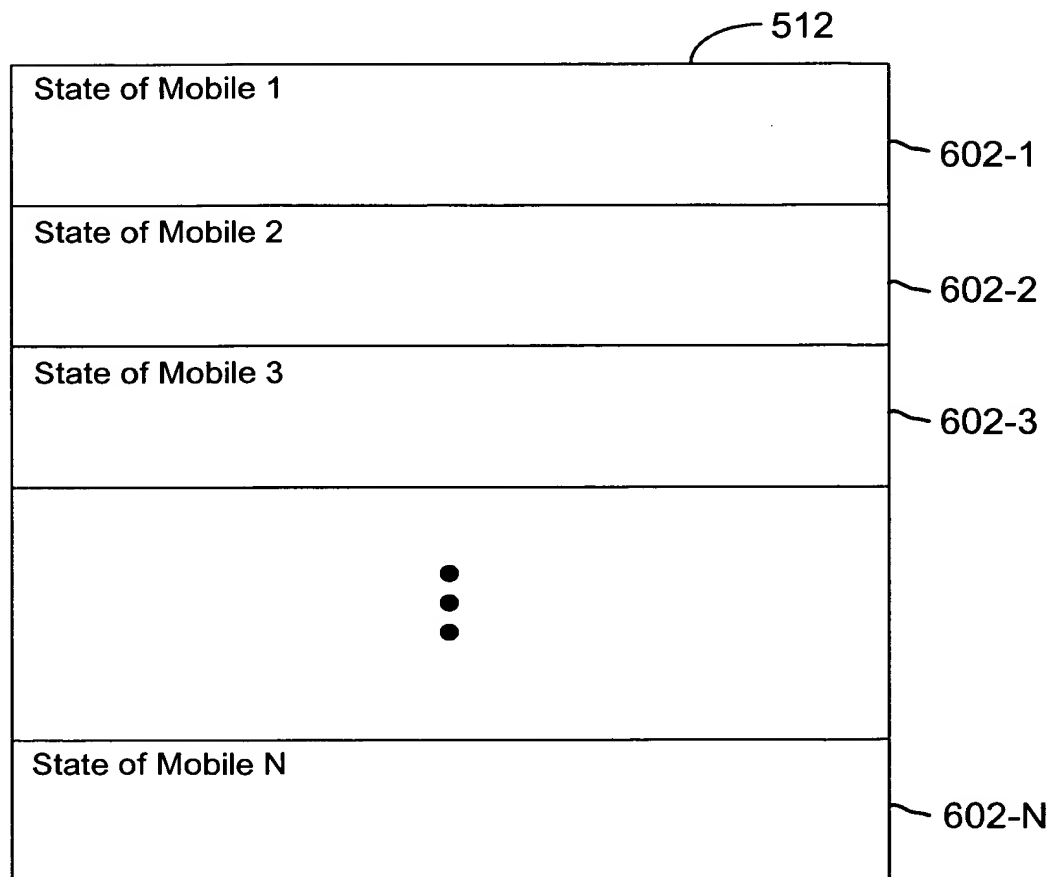 512
State of Mobile 1
602-1
State of Mobile 2
602-2
State of Mobile 3
602-3
State of Mobile N
602-N